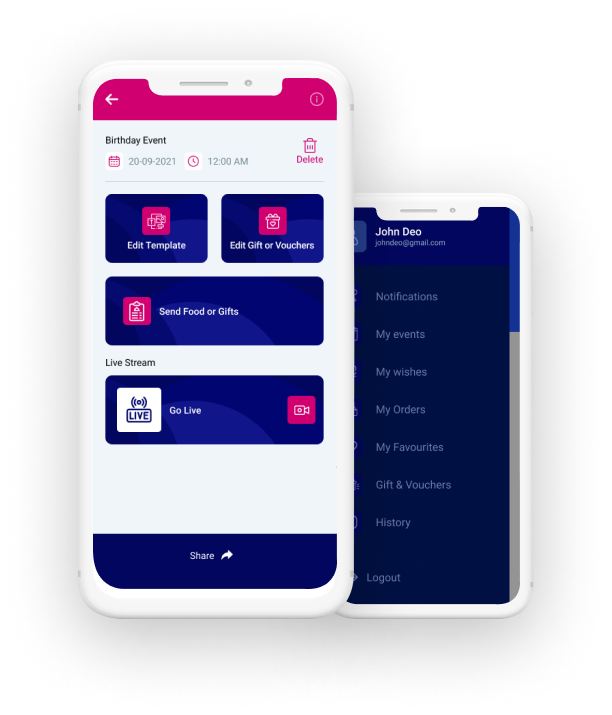 Birthday Event
20-09-2021 12:00 AM
Delete
Edit Template
Edit Gift or Vouchers
Send Food or Gifts
Live Stream
LIVE
Go Live
Share
John Deo
johndeo@gmail.com
Notifications
My events
My wishes
My Orders
My Favourites
Gift & Vouchers
History
Logout